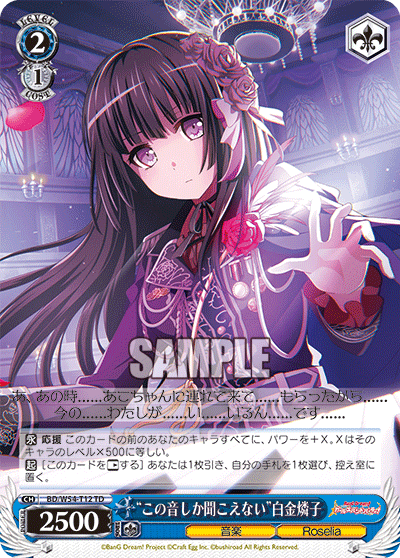 2
1
COST
SAMPLE
あ、あの時……あこちゃんに連れて来て……もらったから……
今の……わたしが……い……いるん……です……
永 応援 このカードの前のあなたのキャラすべてに、パワーを+X。Xはそのキャラのレベル×500に等しい。
起 [このカードを する] あなたは1枚引き、自分の手札を1枚選び、控え室に置く。
CH BD/WS4-T12 TD
2500
“この音しか聞こえない”白金燐子
音楽 Roselia
©BanG Dream! Project ©Craft Egg Inc. ©bushiroad All Rights Reserved.